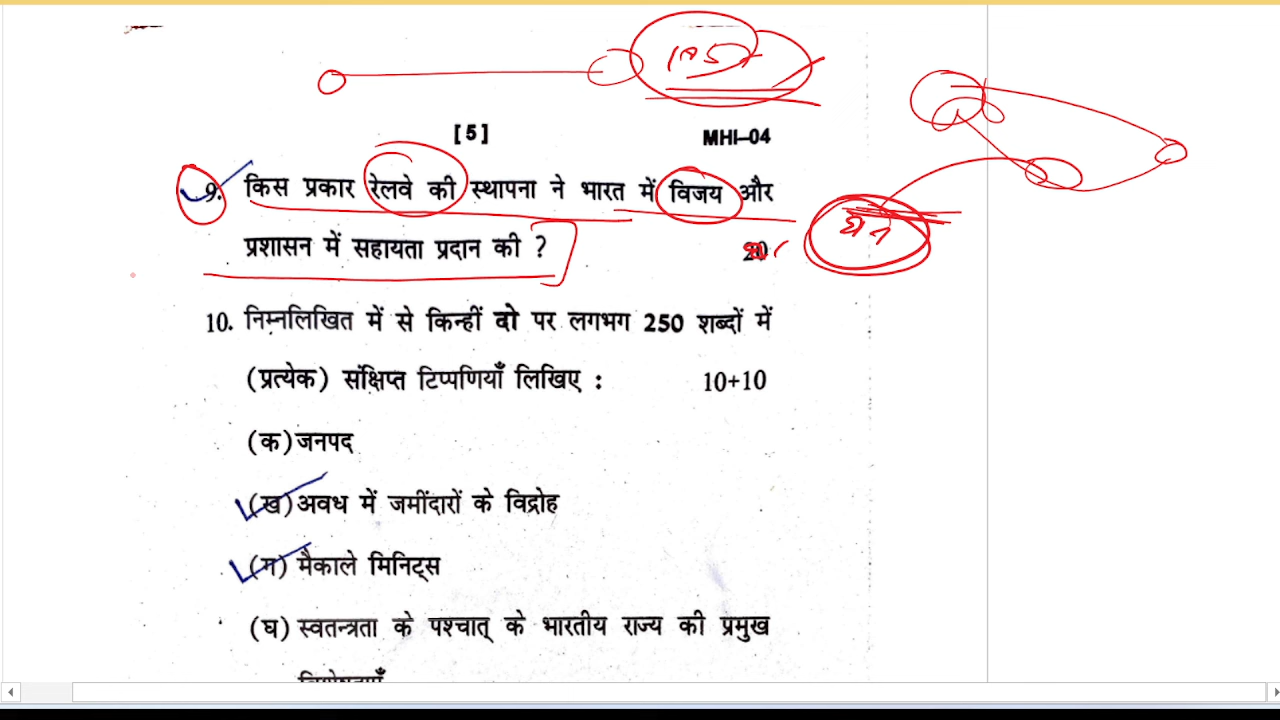 [5]
MHI-04
9. किस प्रकार रेलवे की स्थापना ने भारत में विजय और
प्रशासन में सहायता प्रदान की ? 20
10. निम्नलिखित में से किन्हीं दो पर लगभग 250 शब्दों में
(प्रत्येक) संक्षिप्त टिप्पणियाँ लिखिए : 10+10
(क) जनपद
(ख) अवध में जमींदारों के विद्रोह
(ग) मैकाले मिनिट्स
(घ) स्वतन्त्रता के पश्चात् के भारतीय राज्य की प्रमुख